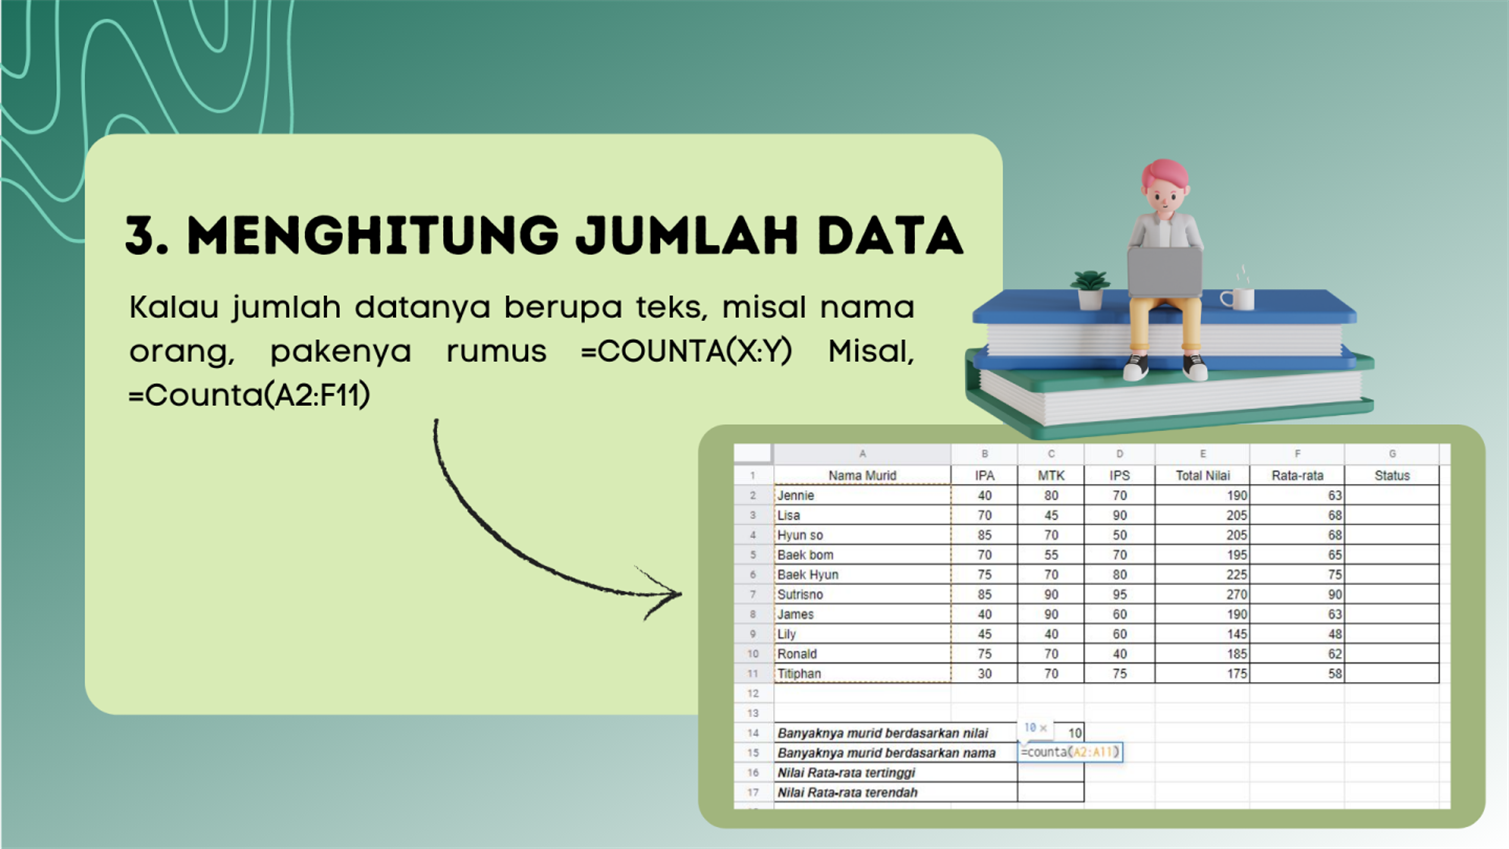 3. MENGHITUNG JUMLAH DATA
Kalau jumlah datanya berupa teks, misal nama
orang, pakenya rumus =COUNTA(X:Y) Misal,
=Counta(A2:F11)
A B C D E F G
1 Nama Murid IPA MTK IPS Total Nilai Rata-rata Status
2 Jennie 40 80 70 190 63
3 Lisa 70 45 90 205 68
4 Hyun so 85 70 50 205 68
5 Baek bom 70 55 70 195 65
6 Baek Hyun 75 70 80 225 75
7 Sutrisno 85 90 95 270 90
8 James 40 90 60 190 63
9 Lily 45 40 60 145 48
10 Ronald 75 70 40 185 62
11 Titiphan 30 70 75 175 58
12
13
14 Banyaknya murid berdasarkan nilai 10 × 10
15 Banyaknya murid berdasarkan nama =counta(A2:A11)
16 Nilai Rata-rata tertinggi
17 Nilai Rata-rata terendah